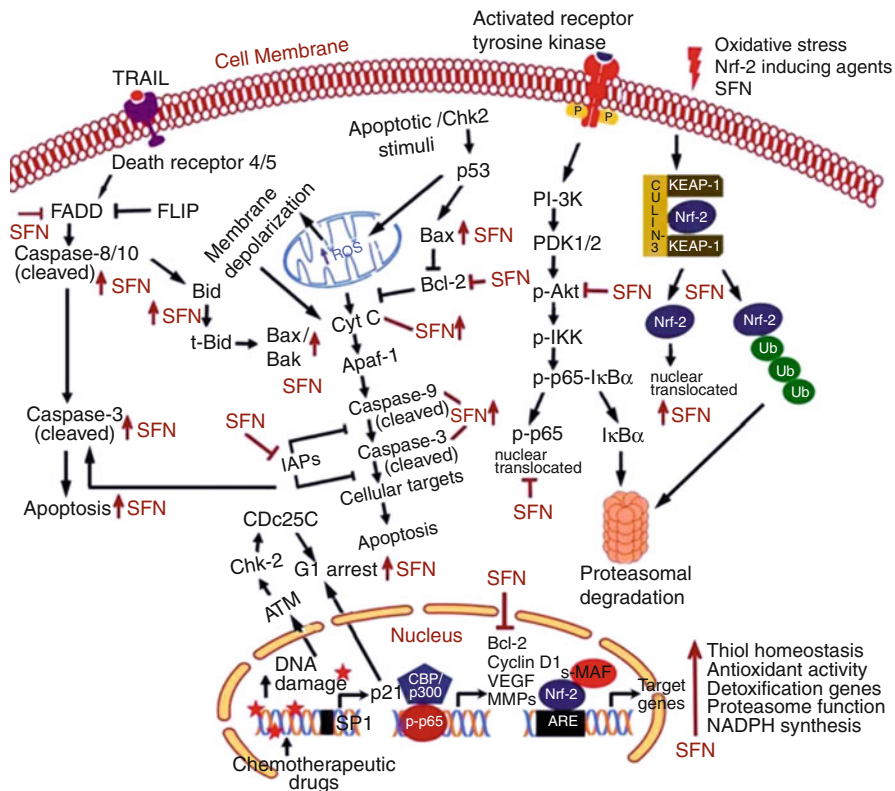 Cell Membrane
TRAIL
Death receptor 4/5
SFN
FADD
FLIP
Caspase-8/10
(cleaved)
SFN
Bid
SFN
t-Bid
Bax/
Bak
SFN
Caspase-3
(cleaved)
SFN
Apoptosis
SFN
Membrane
depolarization
Apoptotic /Chk2
stimuli
p53
ROS
Bax
SFN
Bcl-2
SFN
Cyt C
SFN
Apaf-1
Caspase-9
(cleaved)
SFN
Caspase-3
(cleaved)
SFN
IAPs
Cellular targets
Apoptosis
SFN
CDc25C
Chk-2
G1 arrest
ATM
Activated receptor
tyrosine kinase
P
P
PI-3K
PDK1/2
p-Akt
SFN
p-IKK
p-p65-IκBα
p-p65
nuclear
translocated
SFN
IκBα
Proteasomal
degradation
Oxidative stress
Nrf-2 inducing agents
SFN
CULIN-3
KEAP-1
Nrf-2
KEAP-1
SFN
Nrf-2
Nrf-2
Ub
Ub
Ub
nuclear
translocated
SFN
Nucleus
DNA
damage
p21
SP1
Chemotherapeutic
drugs
CBP/
p300
p-p65
SFN
Bcl-2
Cyclin D1
VEGF
MMPs
s-MAF
Nrf-2
ARE
Target
genes
Thiol homeostasis
Antioxidant activity
Detoxification genes
Proteasome function
NADPH synthesis
SFN